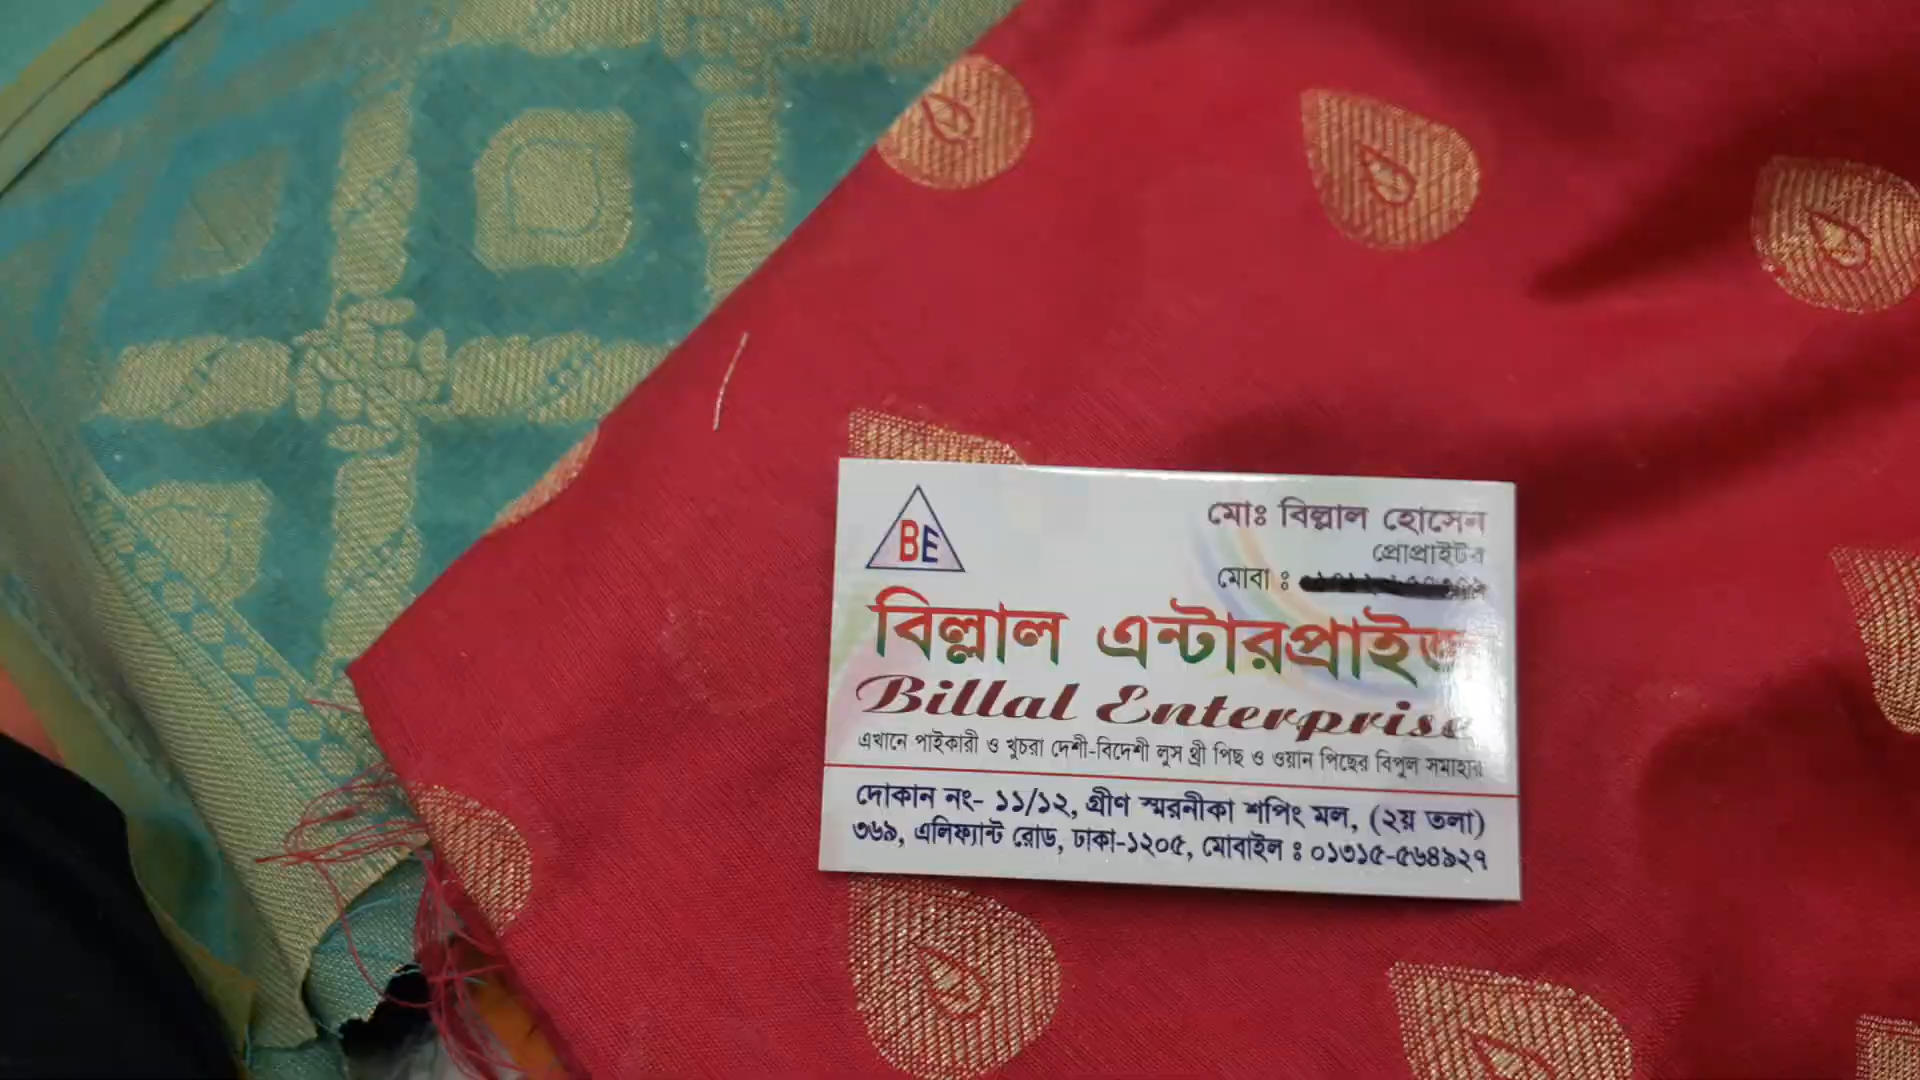 BE
মোঃ বিল্লাল হোসেন
প্রোপ্রাইটর
মোবা ঃ
বিল্লাল এন্টারপ্রাইজ
Billal Enterprise
এখানে পাইকারী ও খুচরা দেশী-বিদেশী লুস থ্রী পিছ ও ওয়ান পিছের বিপুল সমাহার
দোকান নং- ১১/১২, গ্রীণ স্মরনীকা শপিং মল, (২য় তলা)
৩৬৯, এলিফ্যান্ট রোড, ঢাকা-১২০৫, মোবাইল ঃ ০১৩১৫-৫৬৪৯২৭